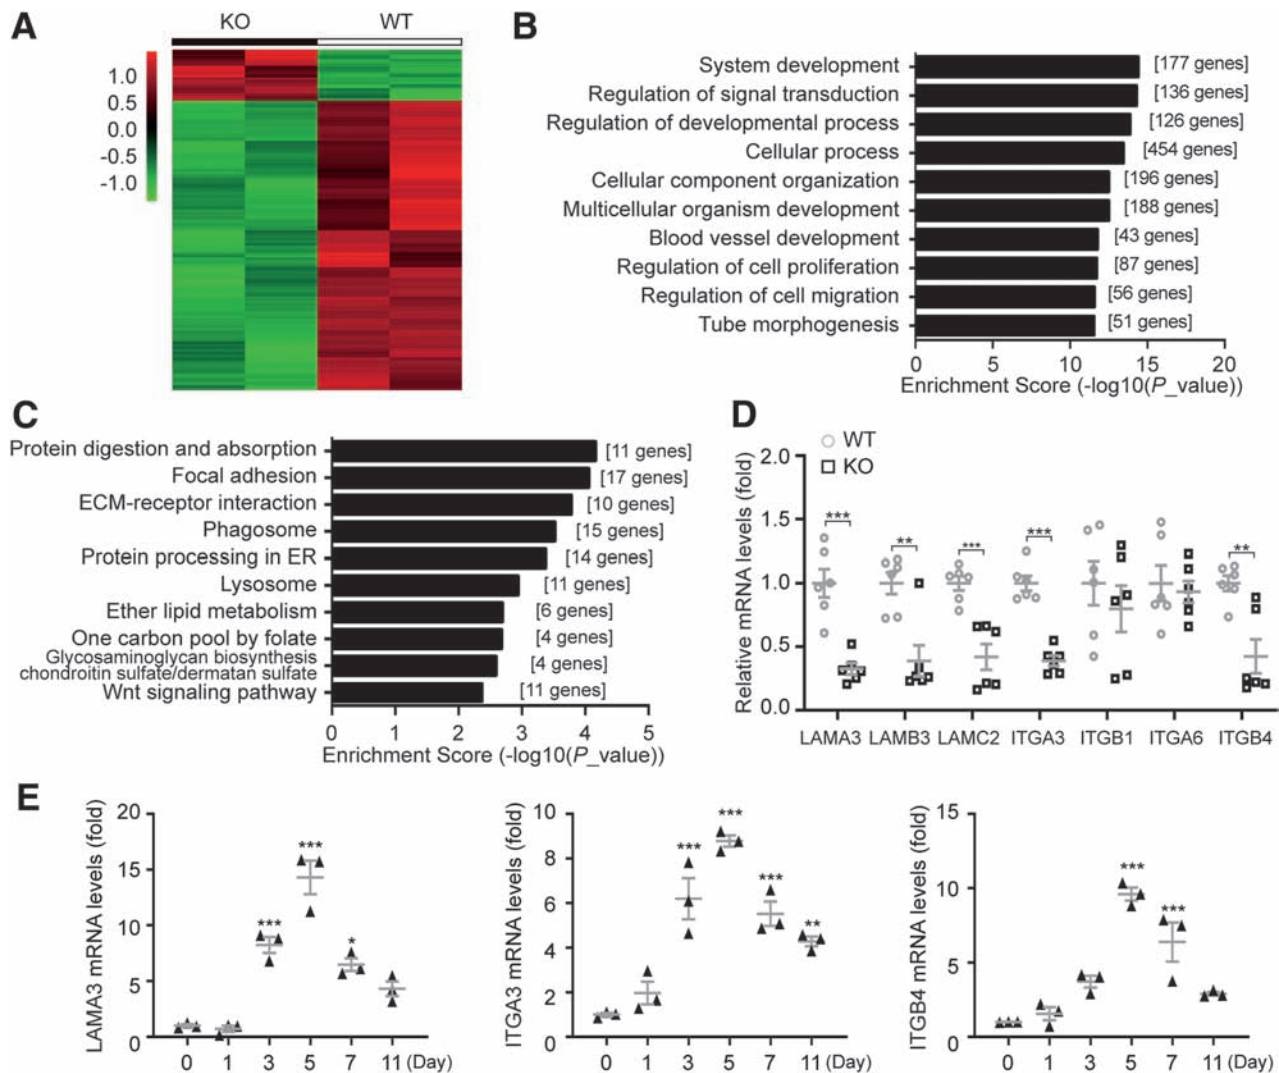 A
KO
WT
1.0
0.5
0.0
-0.5
-1.0
B
System development
[177 genes]
Regulation of signal transduction
[136 genes]
Regulation of developmental process
[126 genes]
Cellular process
[454 genes]
Cellular component organization
[196 genes]
Multicellular organism development
[188 genes]
Blood vessel development
[43 genes]
Regulation of cell proliferation
[87 genes]
Regulation of cell migration
[56 genes]
Tube morphogenesis
[51 genes]
0 5 10 15 20
Enrichment Score (-log10(P_value))
C
Protein digestion and absorption
[11 genes]
Focal adhesion
[17 genes]
ECM-receptor interaction
[10 genes]
Phagosome
[15 genes]
Protein processing in ER
[14 genes]
Lysosome
[11 genes]
Ether lipid metabolism
[6 genes]
One carbon pool by folate
[4 genes]
Glycosaminoglycan biosynthesis
chondroitin sulfate/dermatan sulfate
[4 genes]
Wnt signaling pathway
[11 genes]
0 1 2 3 4 5
Enrichment Score (-log10(P_value))
D
WT
KO
Relative mRNA levels (fold)
2.0
1.5
1.0
0.5
0.0
*** ** *** *** **
LAMA3 LAMB3 LAMC2 ITGA3 ITGB1 ITGA6 ITGB4
E
LAMA3 mRNA levels (fold)
20
15
10
5
0
*** *** *
0 1 3 5 7 11 (Day)
ITGA3 mRNA levels (fold)
10
8
6
4
2
0
*** *** *** **
0 1 3 5 7 11 (Day)
ITGB4 mRNA levels (fold)
15
10
5
0
*** ***
0 1 3 5 7 11 (Day)